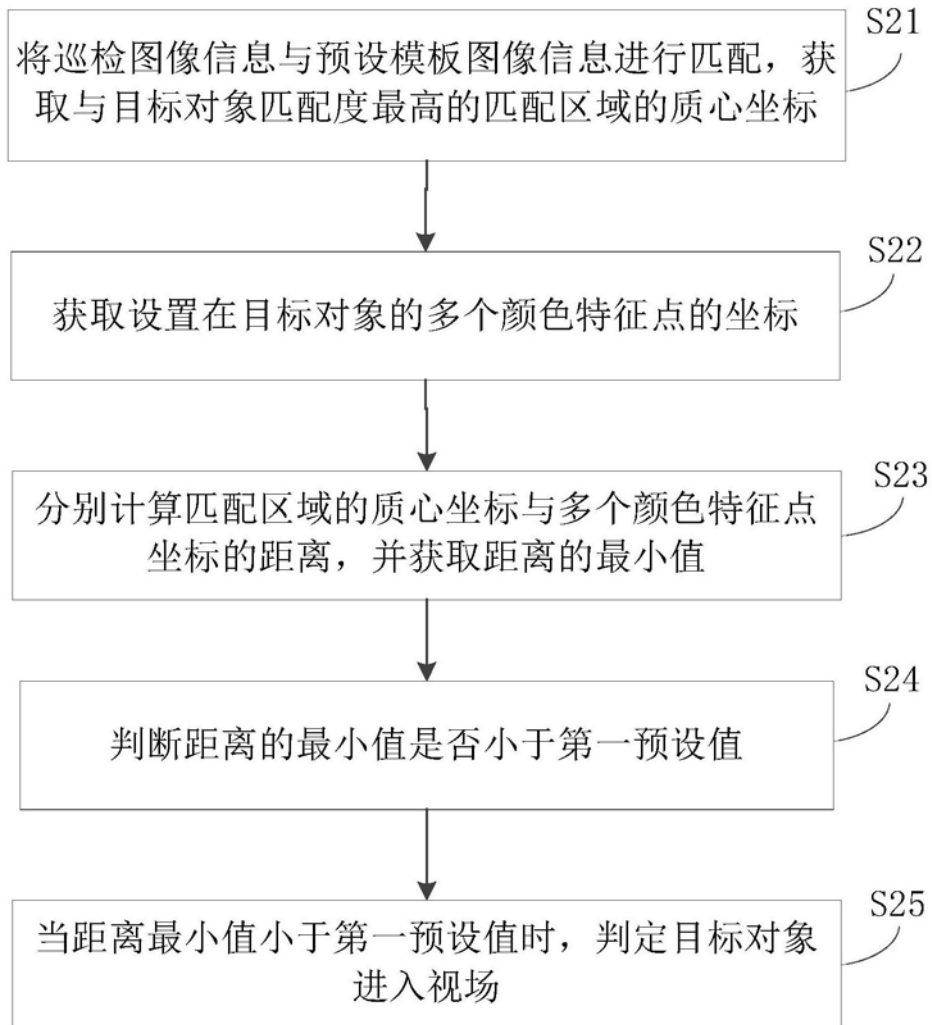 S21
将巡检图像信息与预设模板图像信息进行匹配，获
取与目标对象匹配度最高的匹配区域的质心坐标
S22
获取设置在目标对象的多个颜色特征点的坐标
S23
分别计算匹配区域的质心坐标与多个颜色特征点
坐标的距离，并获取距离的最小值
S24
判断距离的最小值是否小于第一预设值
S25
当距离最小值小于第一预设值时，判定目标对象
进入视场